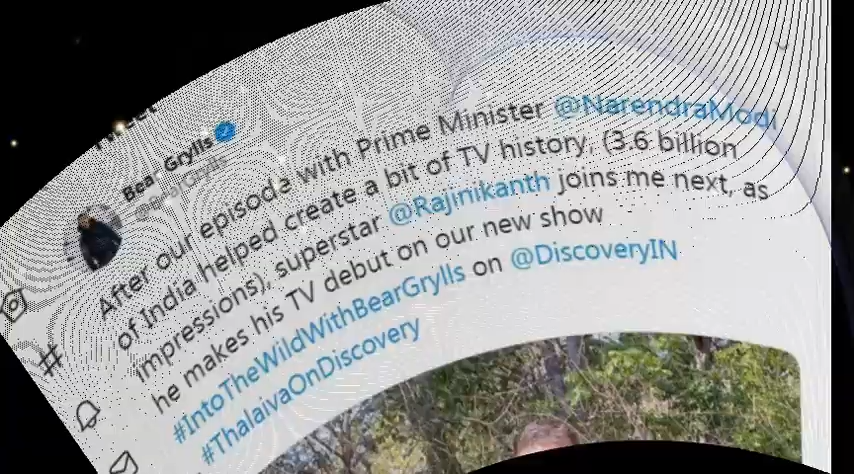 Tweet
Bear Grylls
@BearGrylls
After our episode with Prime Minister @NarendraModi
of India helped create a bit of TV history, (3.6 billion
impressions), superstar @Rajinikanth joins me next, as
he makes his TV debut on our new show
#IntoTheWildWithBearGrylls on @DiscoveryIN
#ThalaivaOnDiscovery